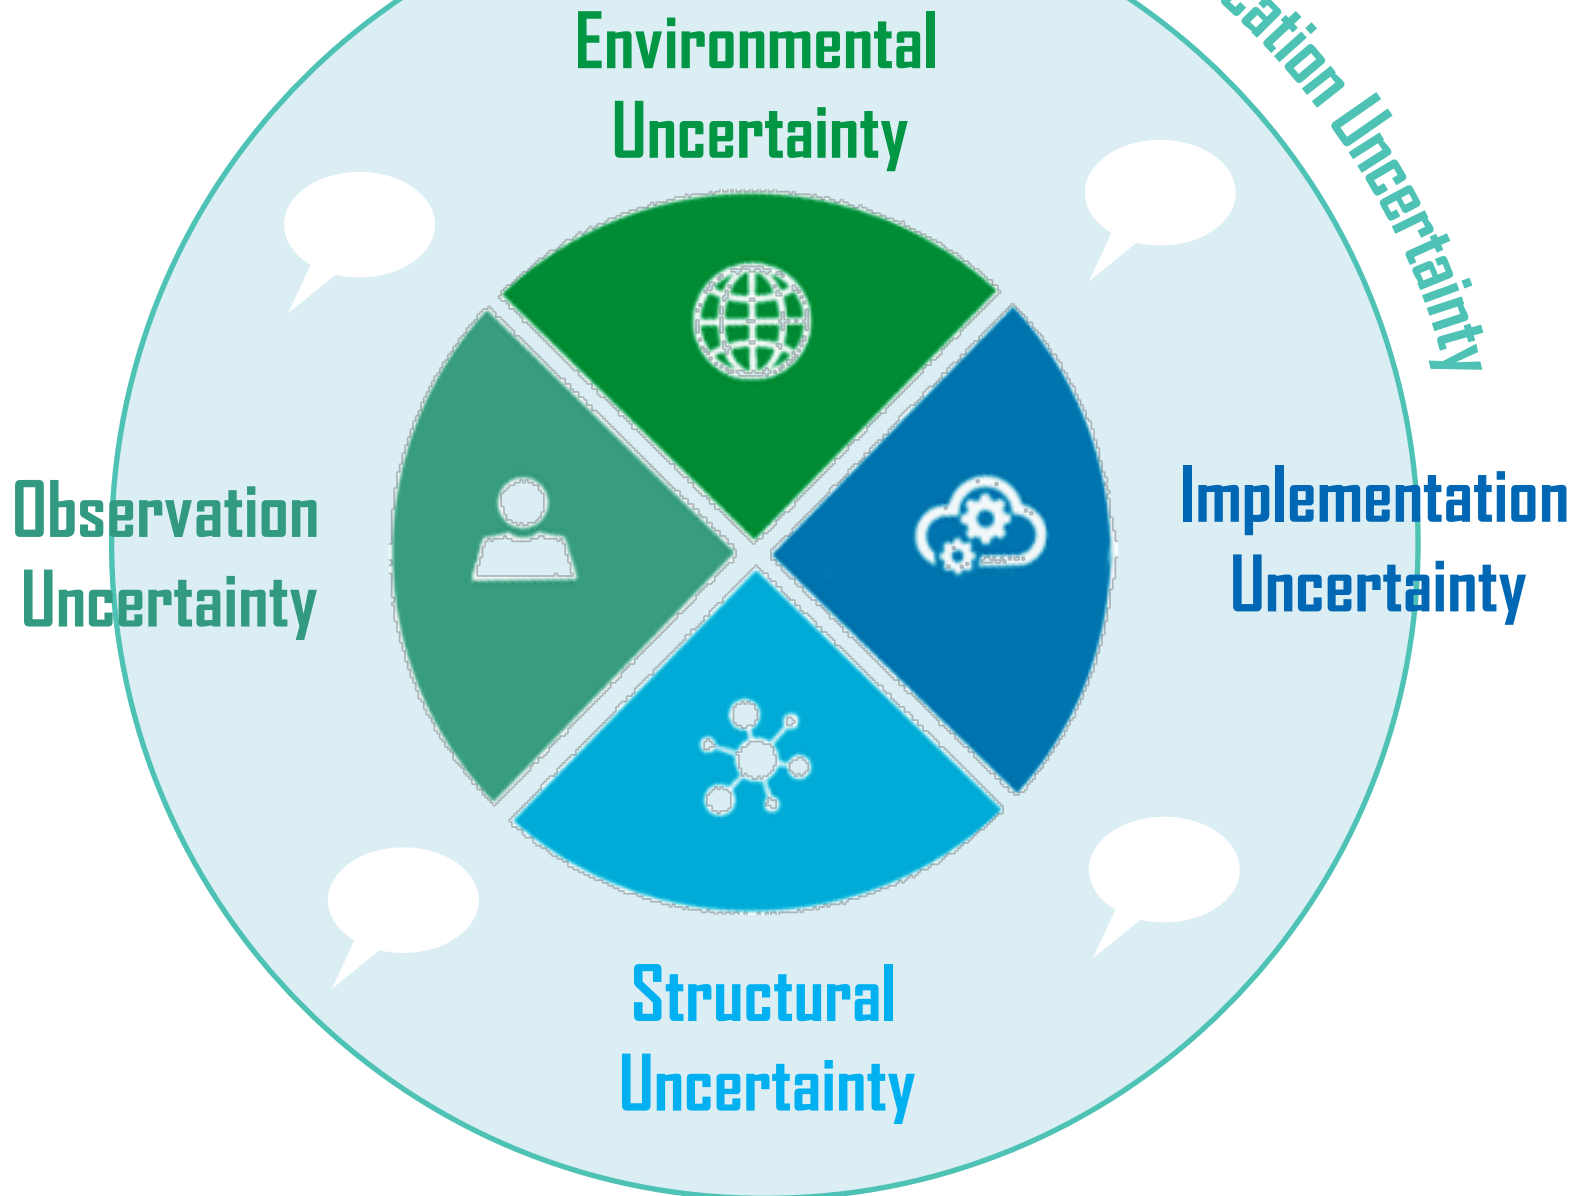 Environmental
Uncertainty
cation Uncertainty
Observation
Uncertainty
Implementation
Uncertainty
Structural
Uncertainty